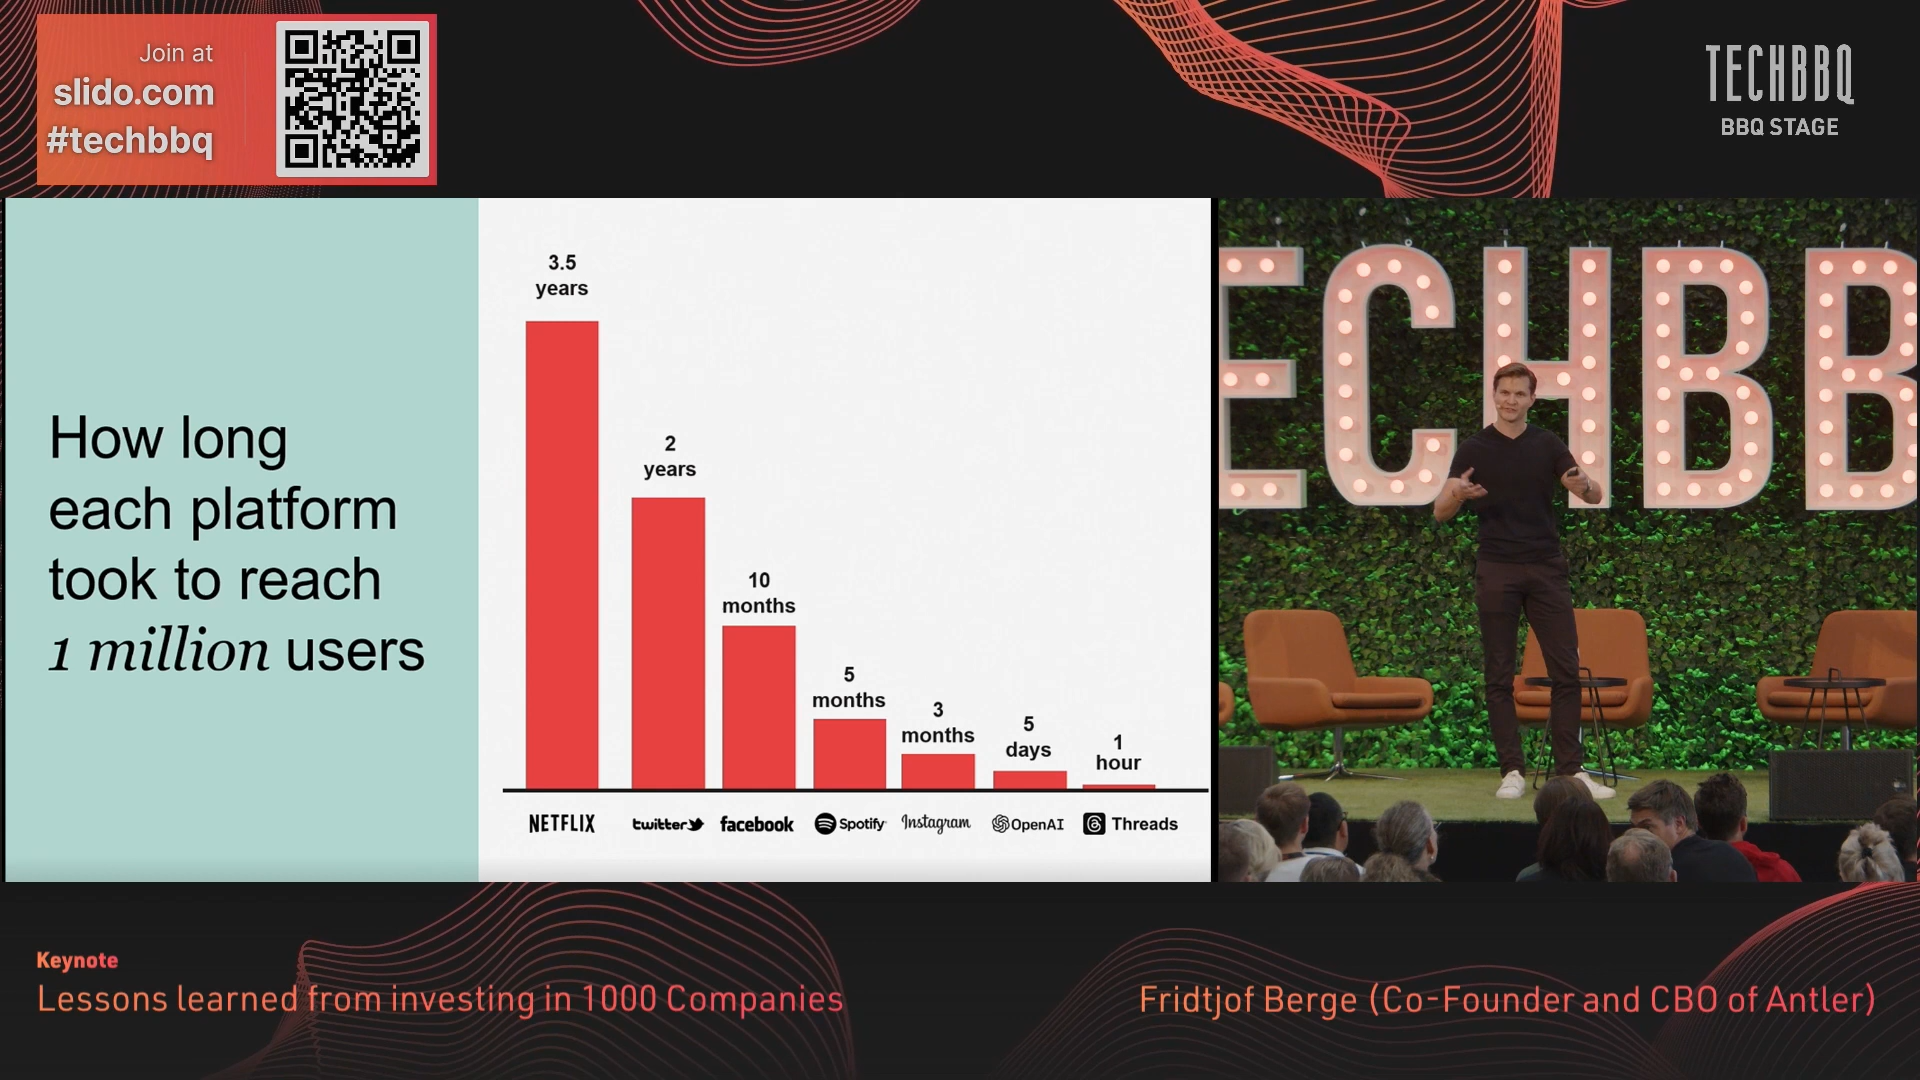 Join at
slido.com
#techbbq
TECHBBQ
BBQ STAGE
How long
each platform
took to reach
1 million users
3.5
years
2
years
10
months
5
months
3
months
5
days
1
hour
NETFLIX
twitter
facebook
Spotify
Instagram
OpenAI
Threads
ECHBB
Keynote
Lessons learned from investing in 1000 Companies
Fridtjof Berge (Co-Founder and CBO of Antler)